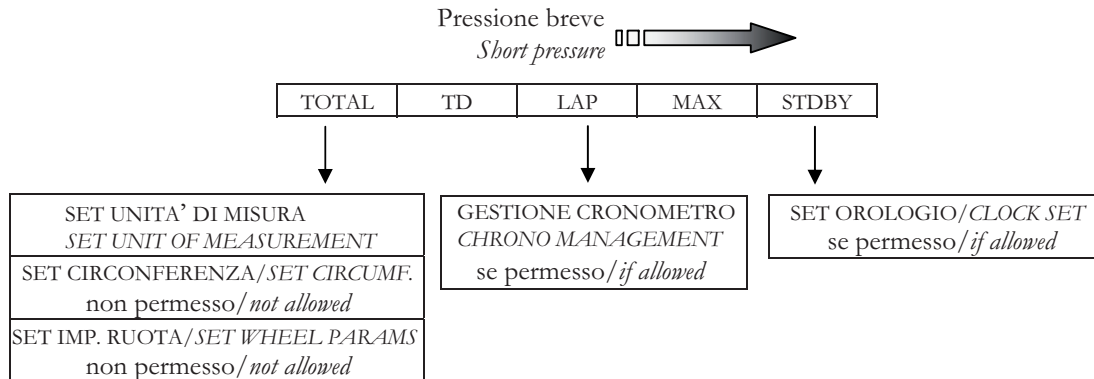 Pressione breve
Short pressure
TOTAL TD LAP MAX STDBY
SET UNITA' DI MISURA
SET UNIT OF MEASUREMENT
SET CIRCONFERENZA/SET CIRCUMF.
non permesso/not allowed
SET IMP. RUOTA/SET WHEEL PARAMS
non permesso/not allowed
GESTIONE CRONOMETRO
CHRONO MANAGEMENT
se permesso/if allowed
SET OROLOGIO/CLOCK SET
se permesso/if allowed